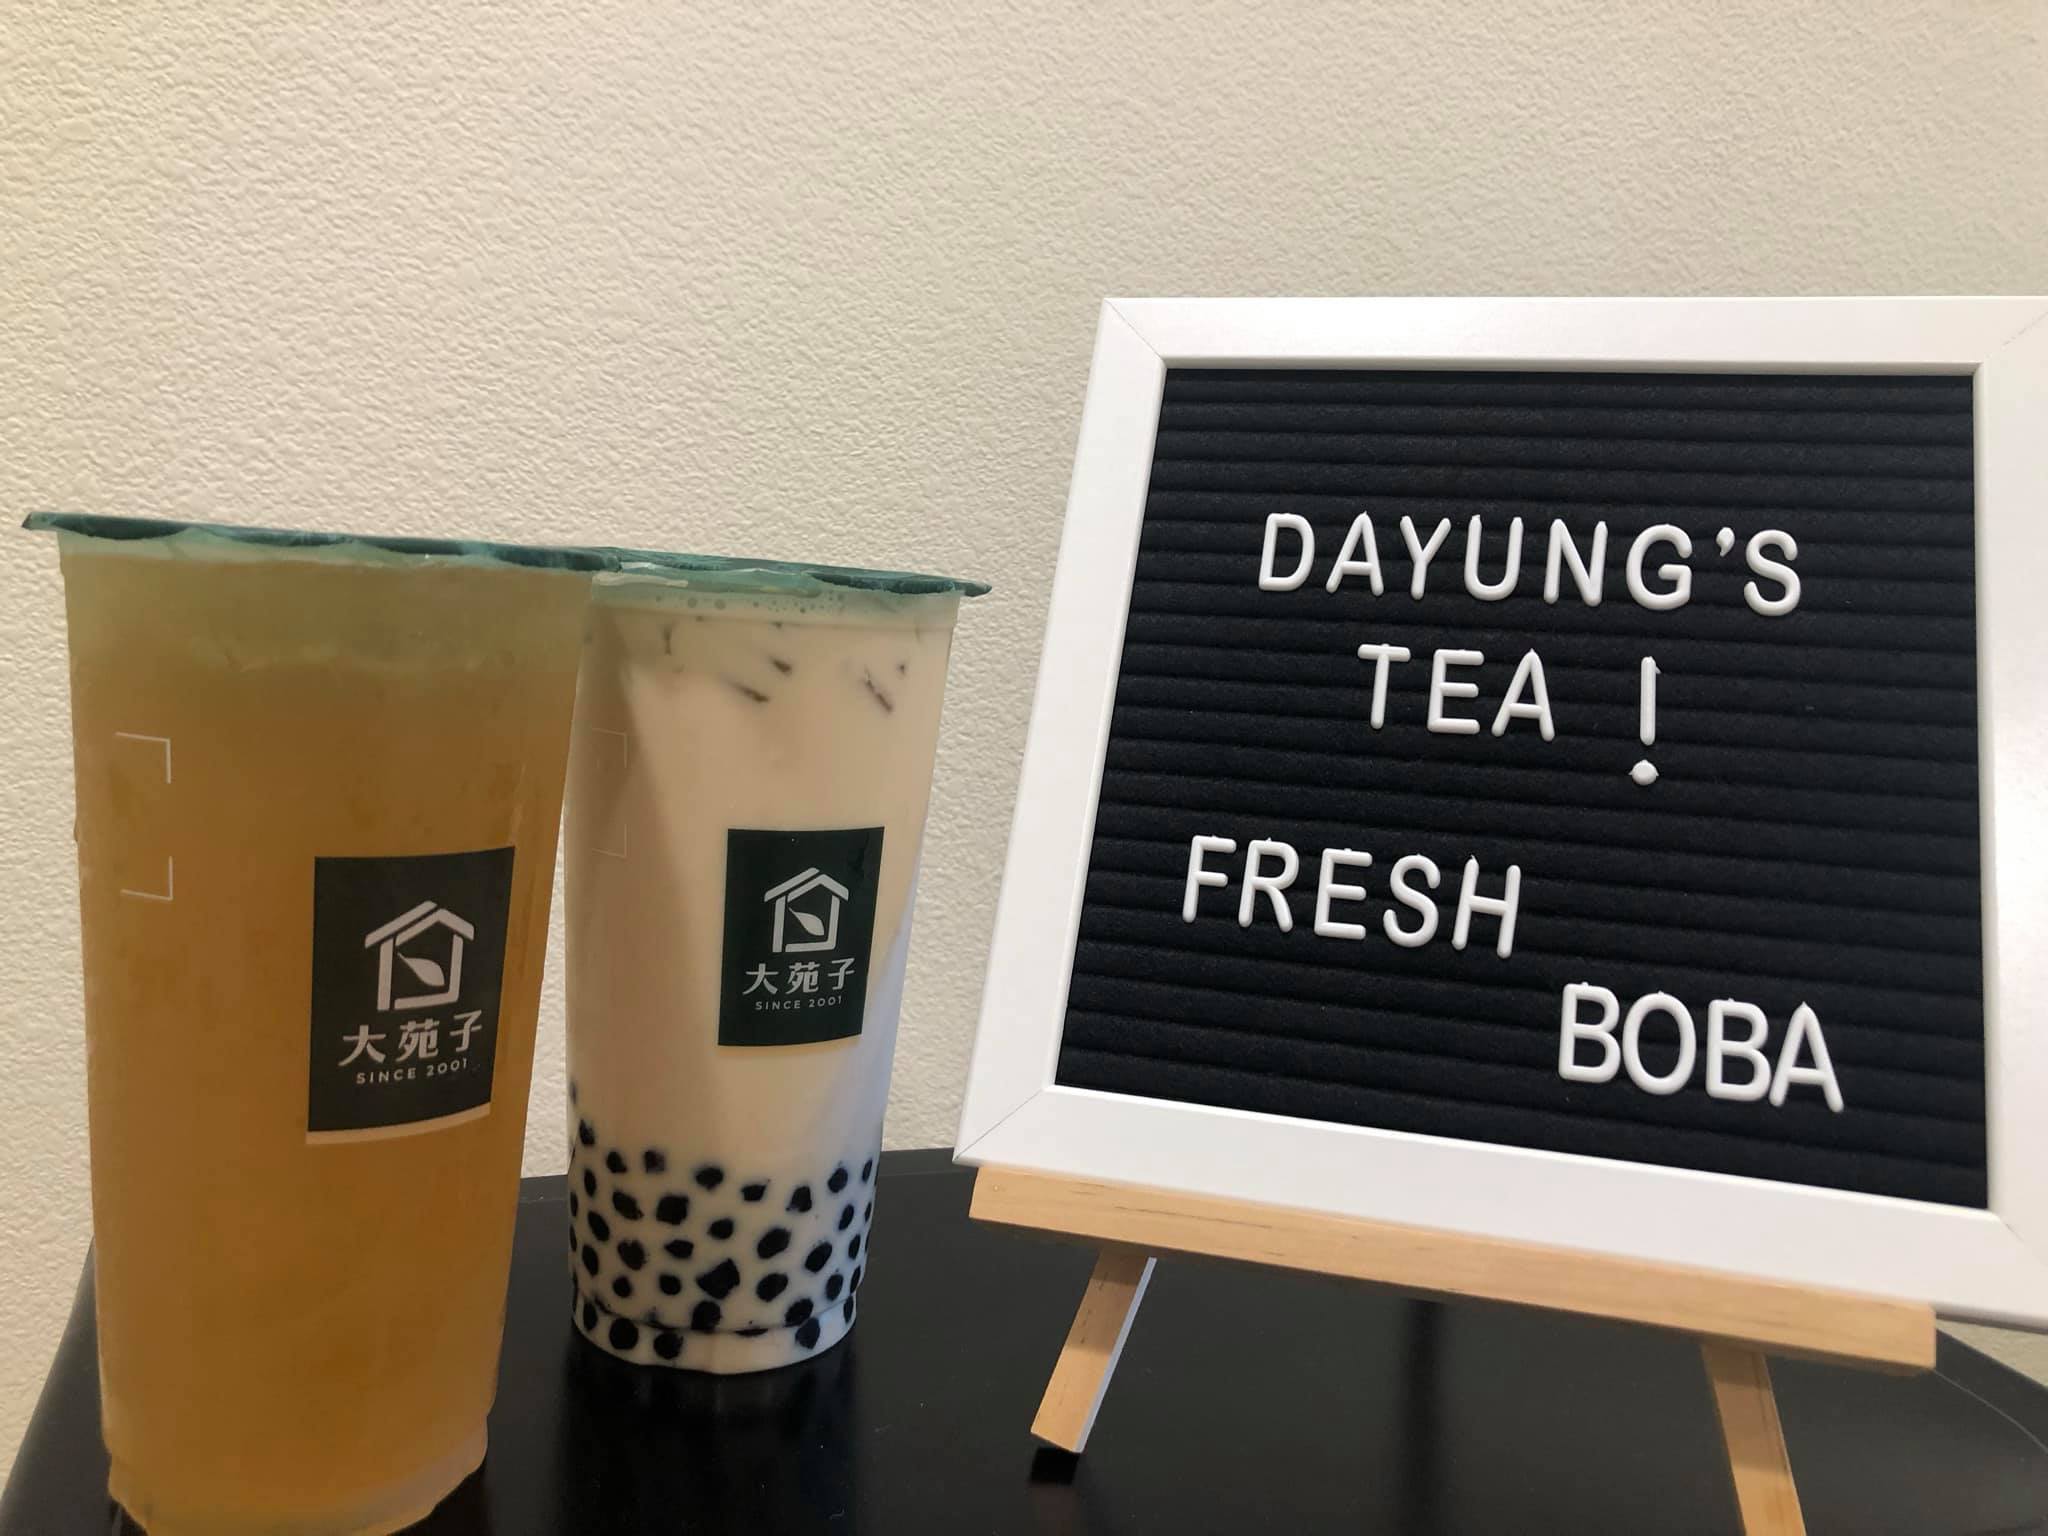 大苑子
SINCE 2001
大苑子
SINCE 2001
DAYUNG'S
TEA !
FRESH
BOBA